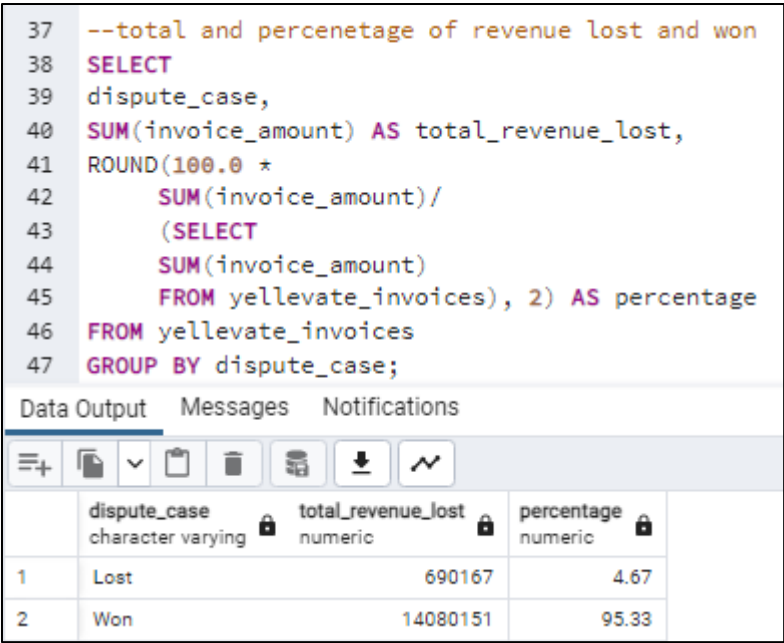 37 --total and percenetage of revenue lost and won
38 SELECT
39 dispute_case,
40 SUM(invoice_amount) AS total_revenue_lost,
41 ROUND(100.0 *
42 SUM(invoice_amount)/
43 (SELECT
44 SUM(invoice_amount)
45 FROM yellevate_invoices), 2) AS percentage
46 FROM yellevate_invoices
47 GROUP BY dispute_case;
Data Output Messages Notifications
dispute_case total_revenue_lost percentage
character varying numeric numeric
1 Lost 690167 4.67
2 Won 14080151 95.33